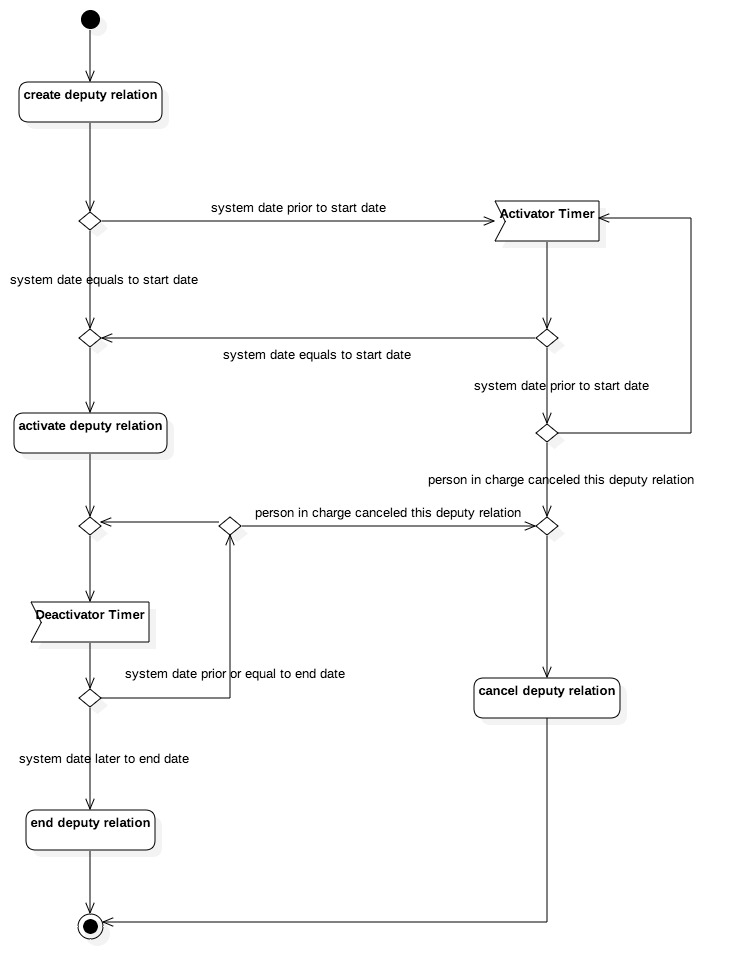 create deputy relation
system date prior to start date
Activator Timer
system date equals to start date
system date equals to start date
system date prior to start date
activate deputy relation
person in charge canceled this deputy relation
person in charge canceled this deputy relation
Deactivator Timer
system date prior or equal to end date
cancel deputy relation
system date later to end date
end deputy relation